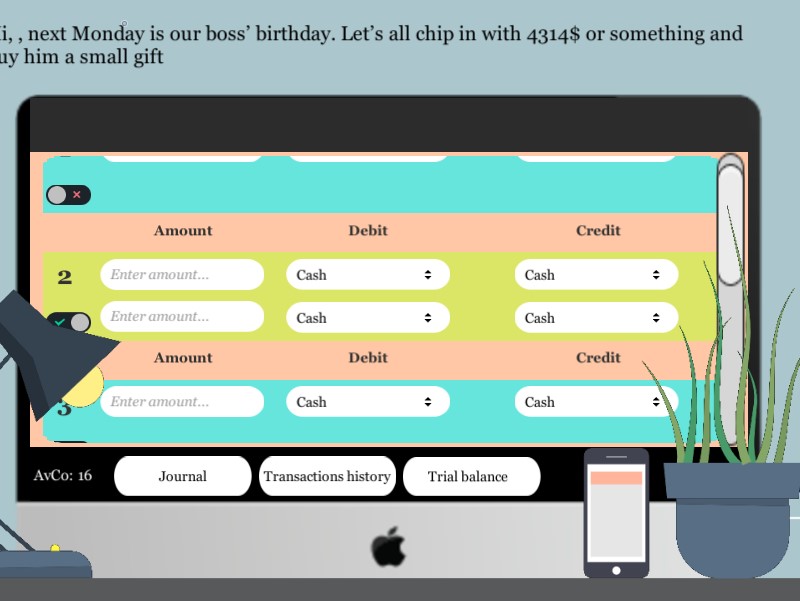 , next Monday is our boss’ birthday. Let’s all chip in with 4314$ or something and
him a small gift
Amount Debit Credit
2 Enter amount... Cash Cash
Enter amount... Cash Cash
Amount Debit Credit
3 Enter amount... Cash Cash
AvCo: 16 Journal Transactions history Trial balance